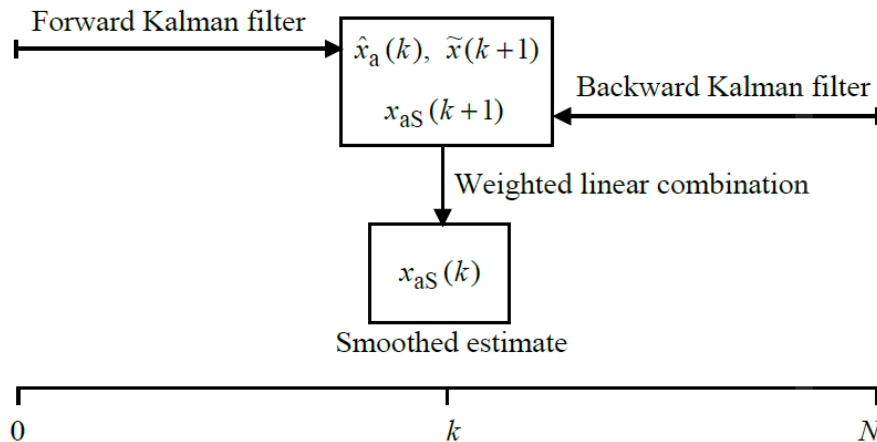 Forward Kalman filter
x̂ₐ(k), x̃(k+1)
Backward Kalman filter
xₐS(k+1)
Weighted linear combination
xₐS(k)
Smoothed estimate
0 k N